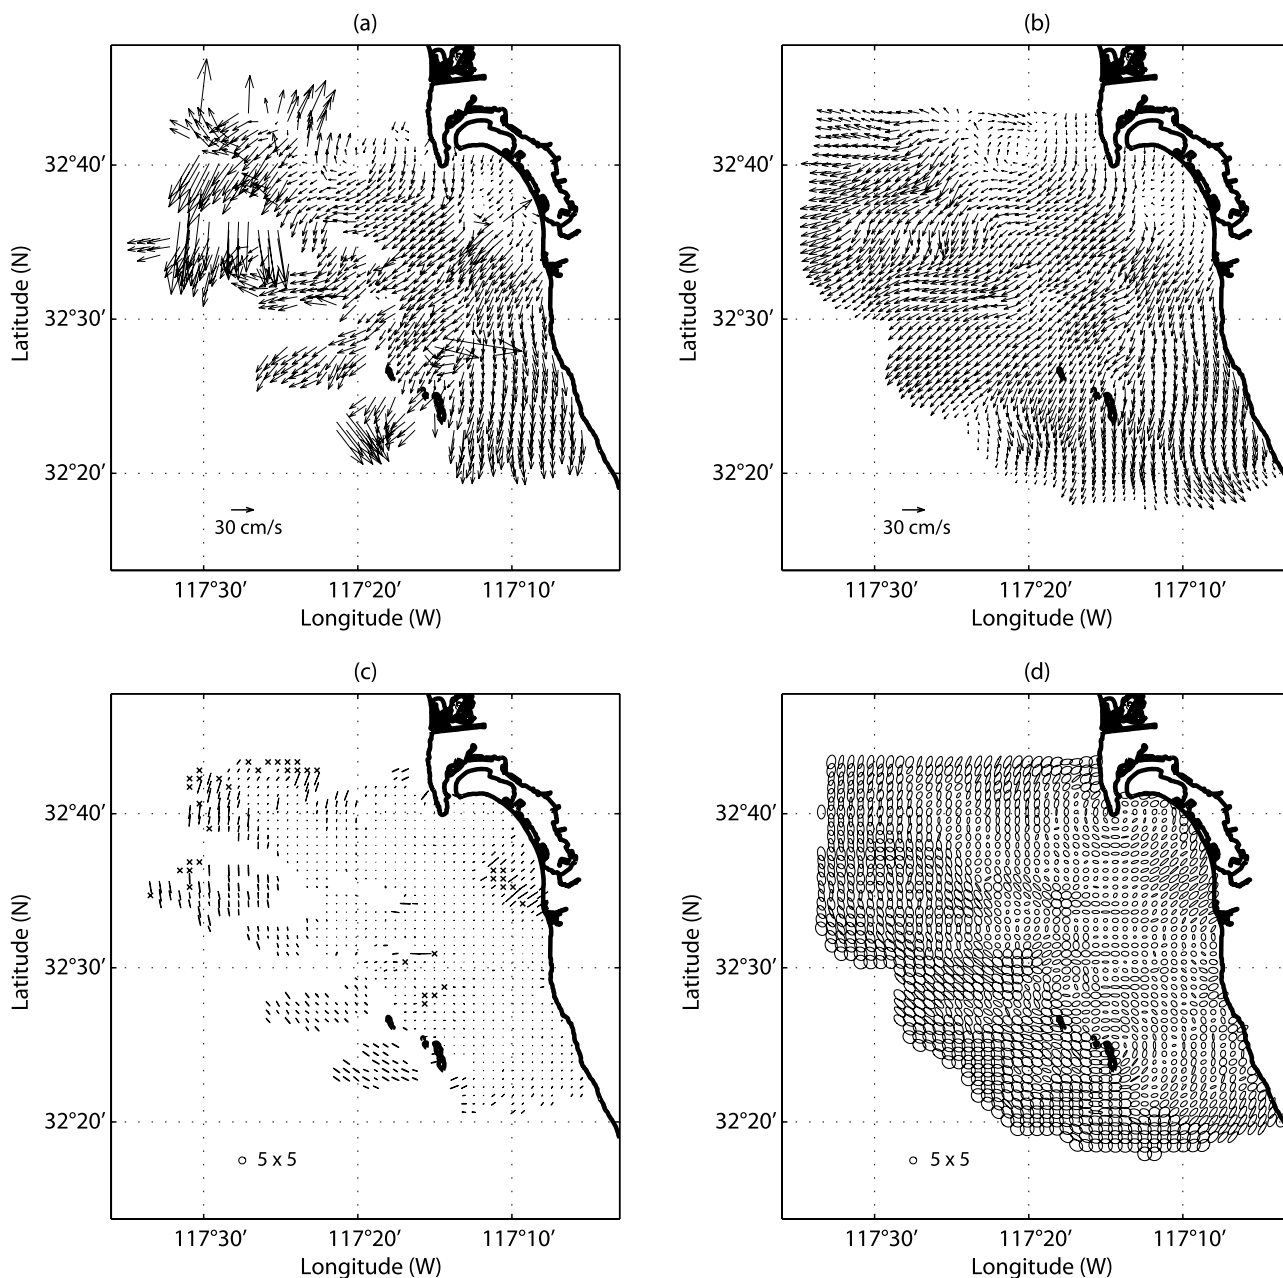 (a)
(b)
32°40′
32°30′
32°20′
Latitude (N)
30 cm/s
117°30′ 117°20′ 117°10′
Longitude (W)
32°40′
32°30′
32°20′
Latitude (N)
30 cm/s
117°30′ 117°20′ 117°10′
Longitude (W)
(c)
(d)
32°40′
32°30′
32°20′
Latitude (N)
5 x 5
117°30′ 117°20′ 117°10′
Longitude (W)
32°40′
32°30′
32°20′
Latitude (N)
5 x 5
117°30′ 117°20′ 117°10′
Longitude (W)